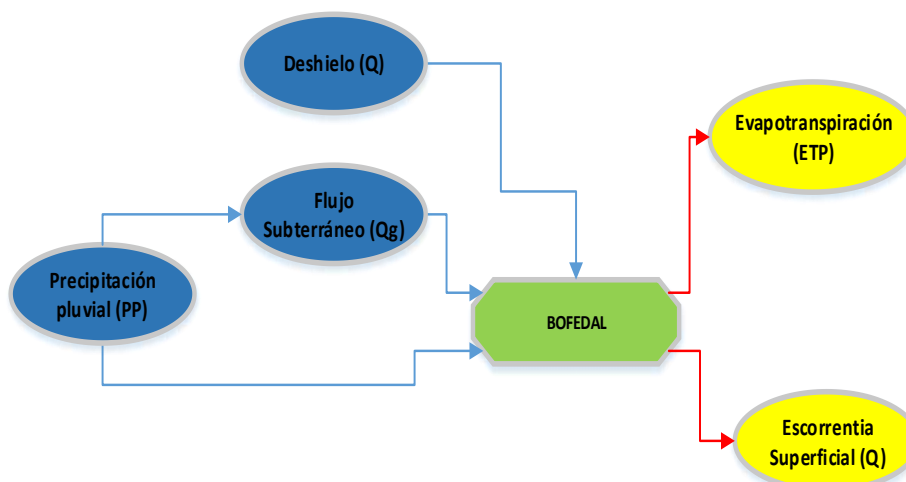 Deshielo (Q)
Evapotranspiración
(ETP)
Flujo
Subterráneo (Qg)
Precipitación
pluvial (PP)
BOFEDAL
Escorrentia
Superficial (Q)